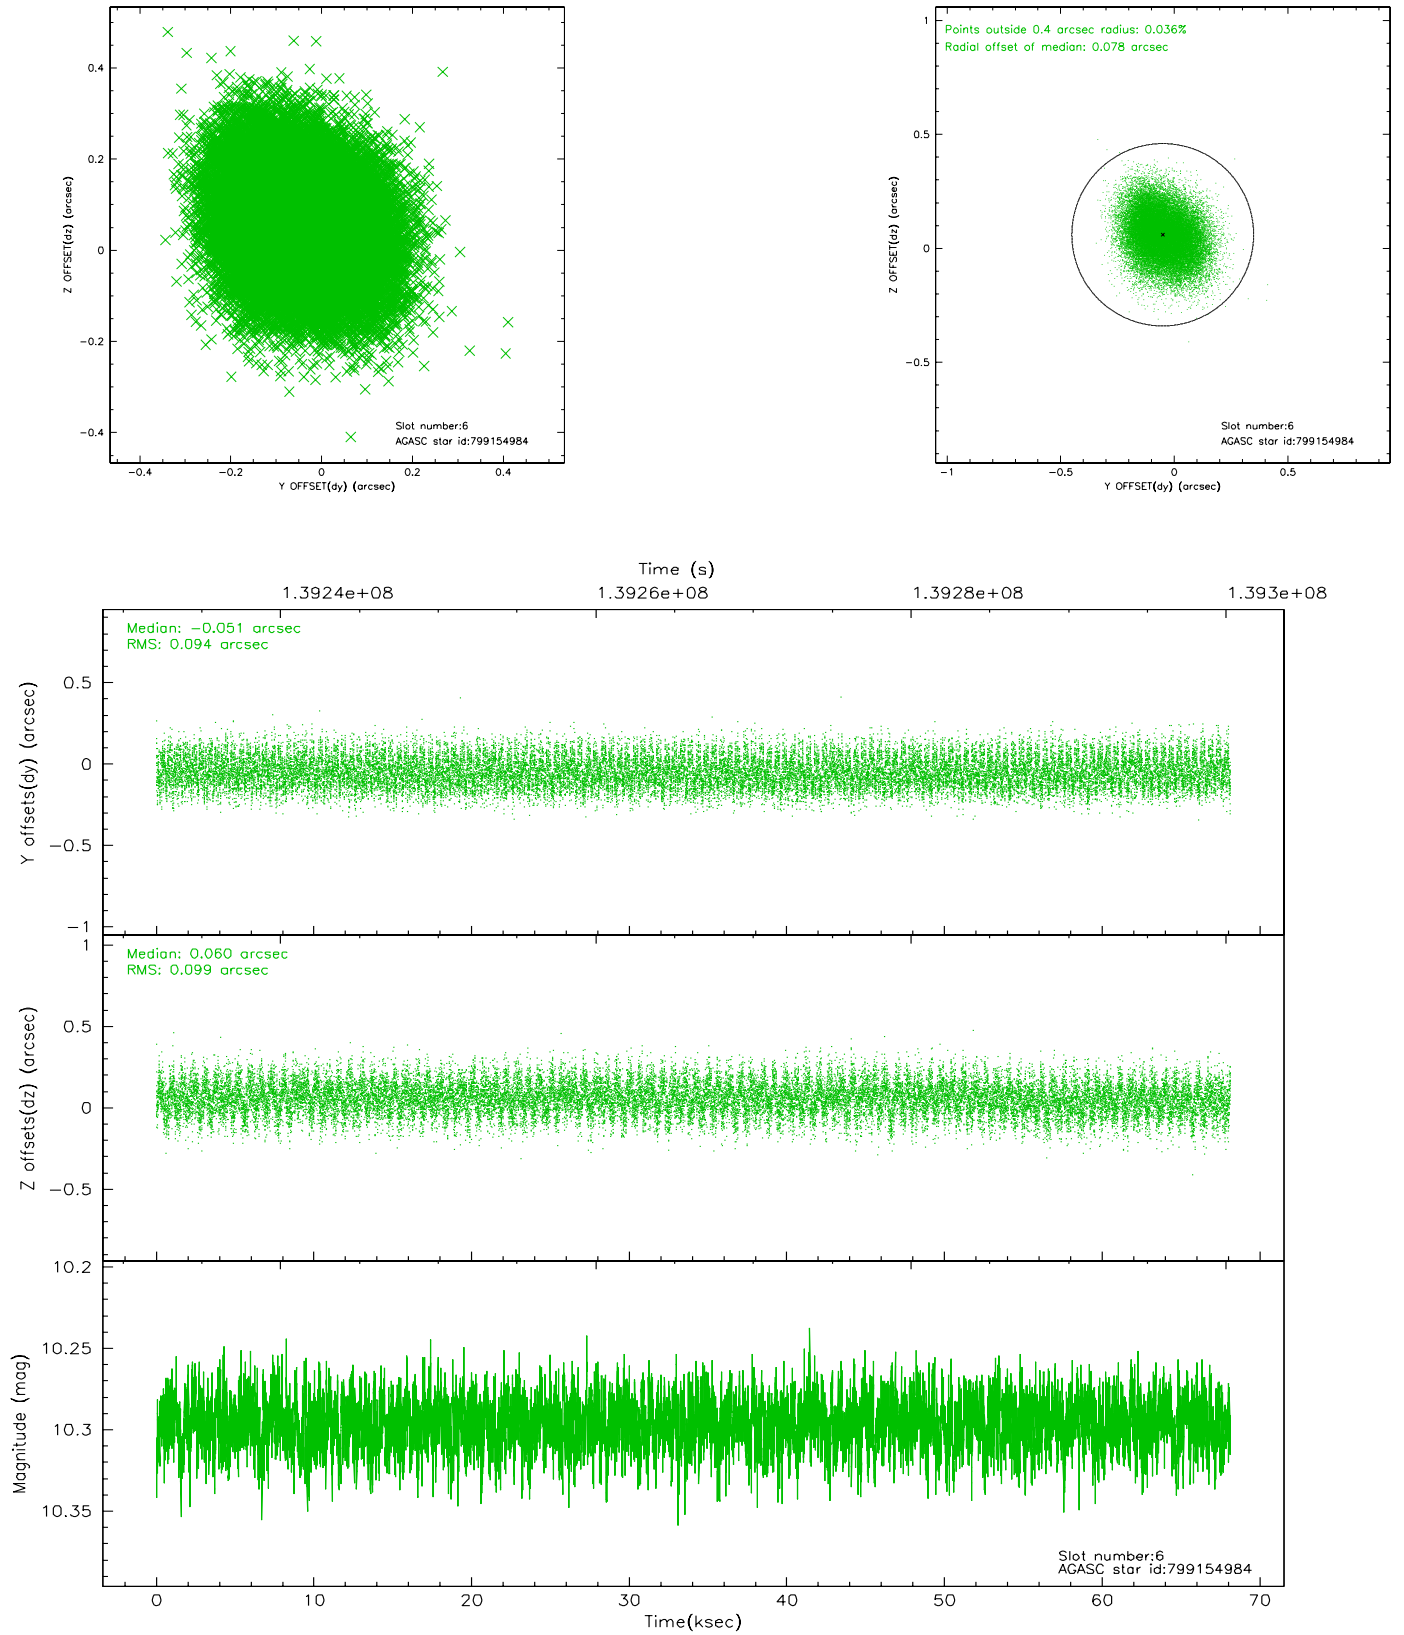 0.4
0.2
0
−0.2
−0.4
Z OFFSET(dz) (arcsec)
Slot number:6
AGASC star id:799154984
−0.4
−0.2
0
0.2
0.4
Y OFFSET(dy) (arcsec)
Points outside 0.4 arcsec radius: 0.036%
Radial offset of median: 0.078 arcsec
1
0.5
0
−0.5
Z OFFSET(dz) (arcsec)
Slot number:6
AGASC star id:799154984
−1
−0.5
0
0.5
Y OFFSET(dy) (arcsec)
Time (s)
1.3924e+08
1.3926e+08
1.3928e+08
1.393e+08
Median: −0.051 arcsec
RMS: 0.094 arcsec
0.5
0
−0.5
−1
Y offsets(dy) (arcsec)
Median: 0.060 arcsec
RMS: 0.099 arcsec
1
0.5
0
−0.5
Z offsets(dz) (arcsec)
10.2
10.25
10.3
10.35
Magnitude (mag)
Slot number:6
AGASC star id:799154984
0
10
20
30
40
50
60
70
Time(ksec)